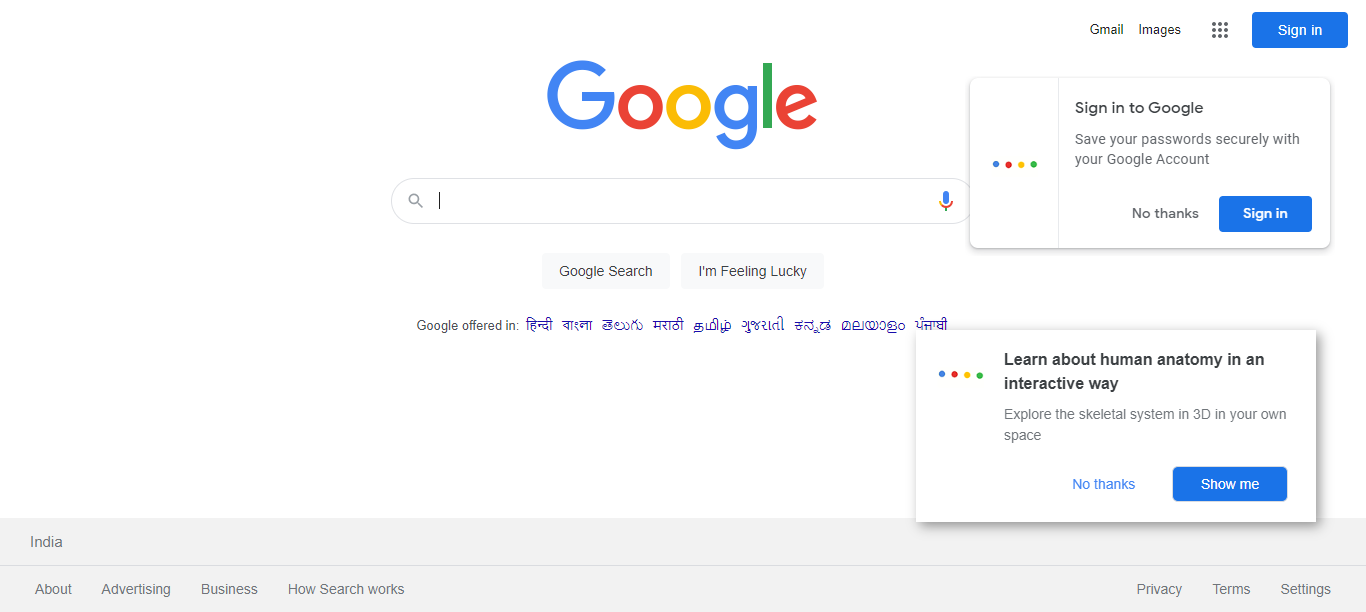 Gmail Images Sign in
Google
Sign in to Google
Save your passwords securely with
your Google Account
No thanks Sign in
Google Search I'm Feeling Lucky
Google offered in: हिन्दी বাংলা తెలుగు मराठी தமிழ் ગુજરાતી ಕನ್ನಡ മലയാളം ਪੰਜਾਬੀ
Learn about human anatomy in an
interactive way
Explore the skeletal system in 3D in your own
space
No thanks Show me
India
About Advertising Business How Search works Privacy Terms Settings